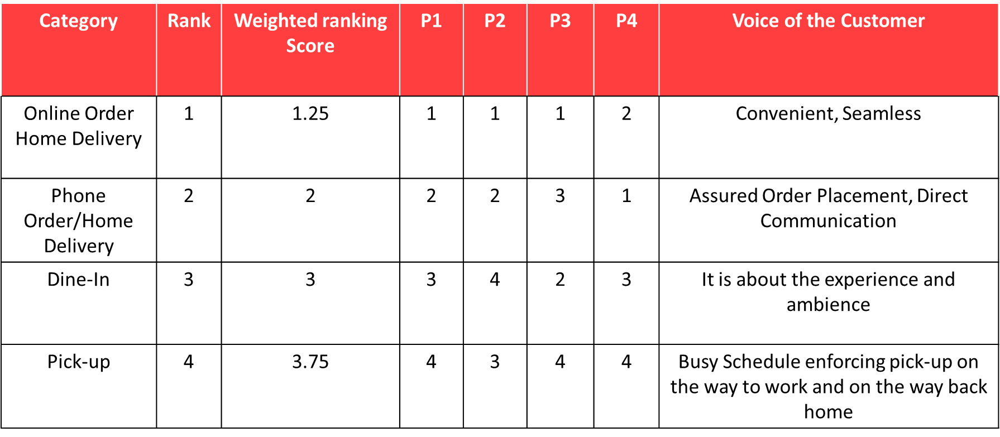 Category Rank Weighted ranking P1 P2 P3 P4 Voice of the Customer
Score
Online Order 1 1.25 1 1 1 2 Convenient, Seamless
Home Delivery
Phone 2 2 2 2 3 1 Assured Order Placement, Direct
Order/Home Communication
Delivery
Dine-In 3 3 3 4 2 3 It is about the experience and
ambience
Pick-up 4 3.75 4 3 4 4 Busy Schedule enforcing pick-up on
the way to work and on the way back
home